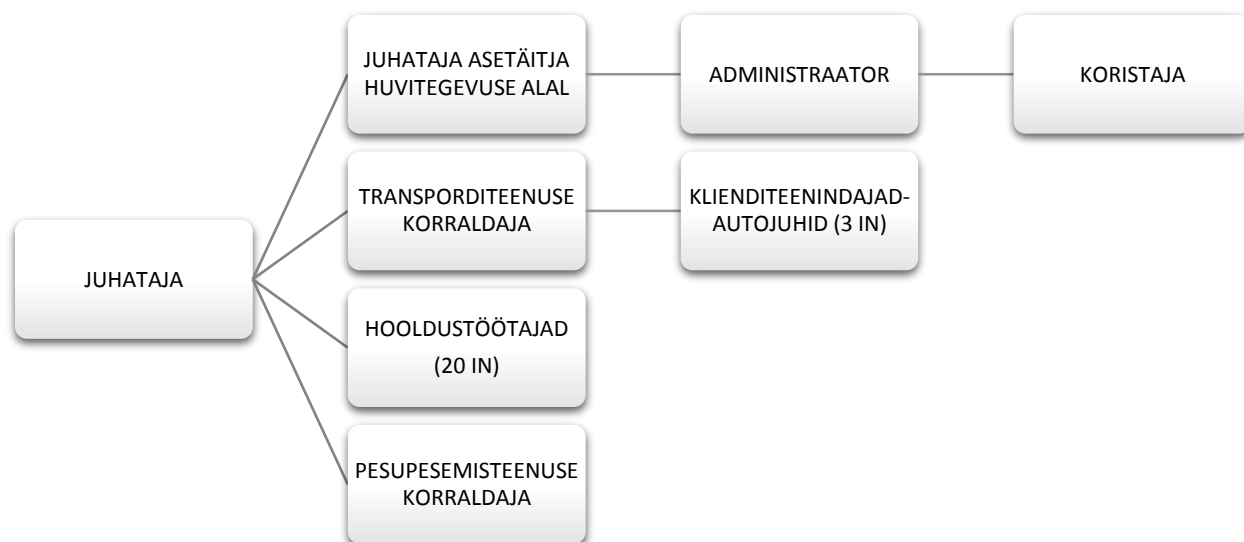 JUHATAJA
JUHATAJA ASETÄITJA
HUVITEGEVUSE ALAL
ADMINISTRAATOR
KORISTAJA
TRANSPORDITEENUSE
KORRALDAJA
KLIENDITEENINDAJAD-
AUTOJUHID (3 IN)
HOOLDUSTÖÖTAJAD
(20 IN)
PESUPESEMISTEENUSE
KORRALDAJA